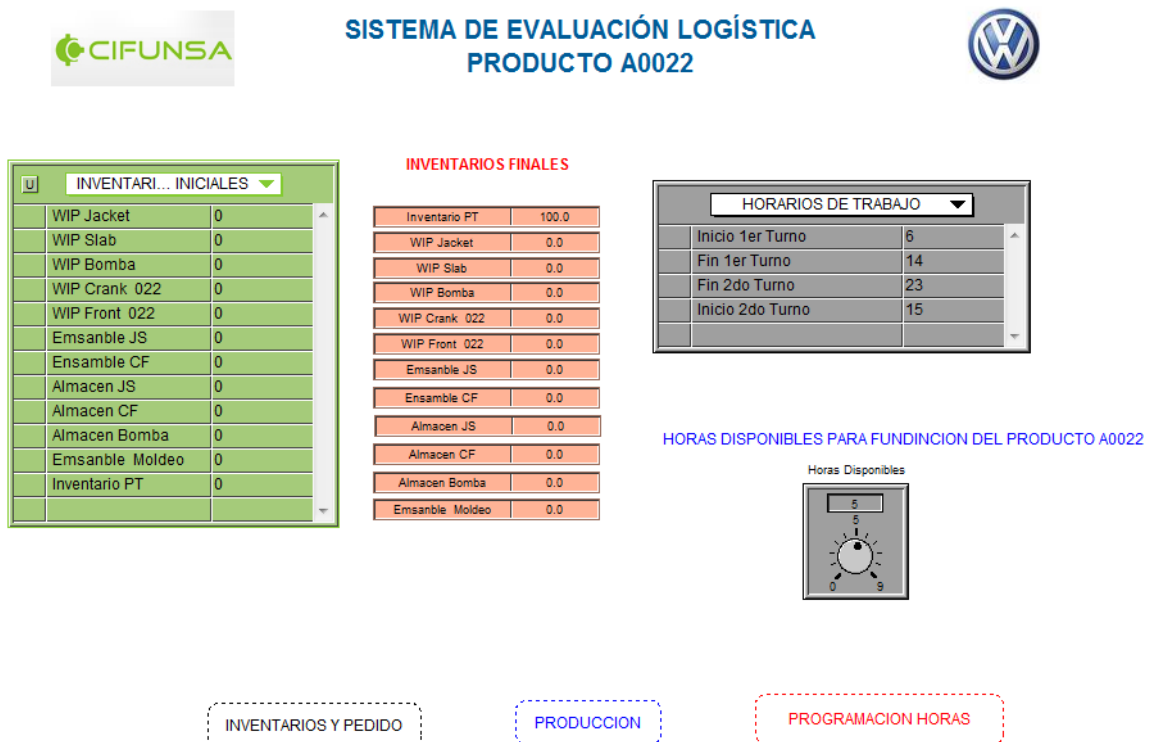 CIFUNSA
SISTEMA DE EVALUACIÓN LOGÍSTICA
PRODUCTO A0022
INVENTARIOS FINALES
U INVENTARI... INICIALES
WIP Jacket 0
WIP Slab 0
WIP Bomba 0
WIP Crank 022 0
WIP Front 022 0
Emsanble JS 0
Ensamble CF 0
Almacen JS 0
Almacen CF 0
Almacen Bomba 0
Emsanble Moldeo 0
Inventario PT 0
Inventario PT 100.0
WIP Jacket 0.0
WIP Slab 0.0
WIP Bomba 0.0
WIP Crank 022 0.0
WIP Front 022 0.0
Emsanble JS 0.0
Ensamble CF 0.0
Almacen JS 0.0
Almacen CF 0.0
Almacen Bomba 0.0
Emsanble Moldeo 0.0
HORARIOS DE TRABAJO
Inicio 1er Turno 6
Fin 1er Turno 14
Fin 2do Turno 23
Inicio 2do Turno 15
HORAS DISPONIBLES PARA FUNDINCION DEL PRODUCTO A0022
Horas Disponibles
5
5
0 9
INVENTARIOS Y PEDIDO
PRODUCCION
PROGRAMACION HORAS